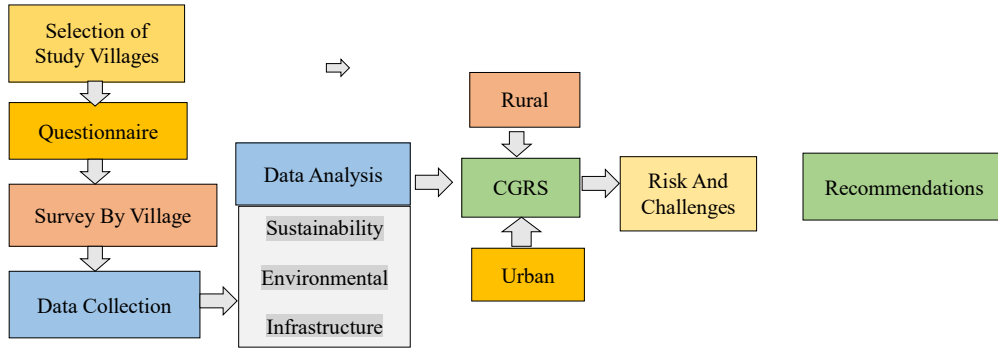 Selection of
Study Villages
Questionnaire
Survey By Village
Data Collection
Data Analysis
Sustainability
Environmental
Infrastructure
Rural
CGRS
Urban
Risk And
Challenges
Recommendations